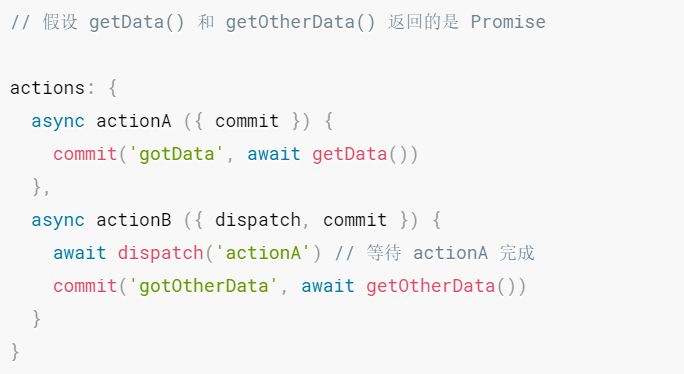 // 假设 getData() 和 getOtherData() 返回的是 Promise
actions: {
  async actionA ({ commit }) {
    commit('gotData', await getData())
  },
  async actionB ({ dispatch, commit }) {
    await dispatch('actionA') // 等待 actionA 完成
    commit('gotOtherData', await getOtherData())
  }
}